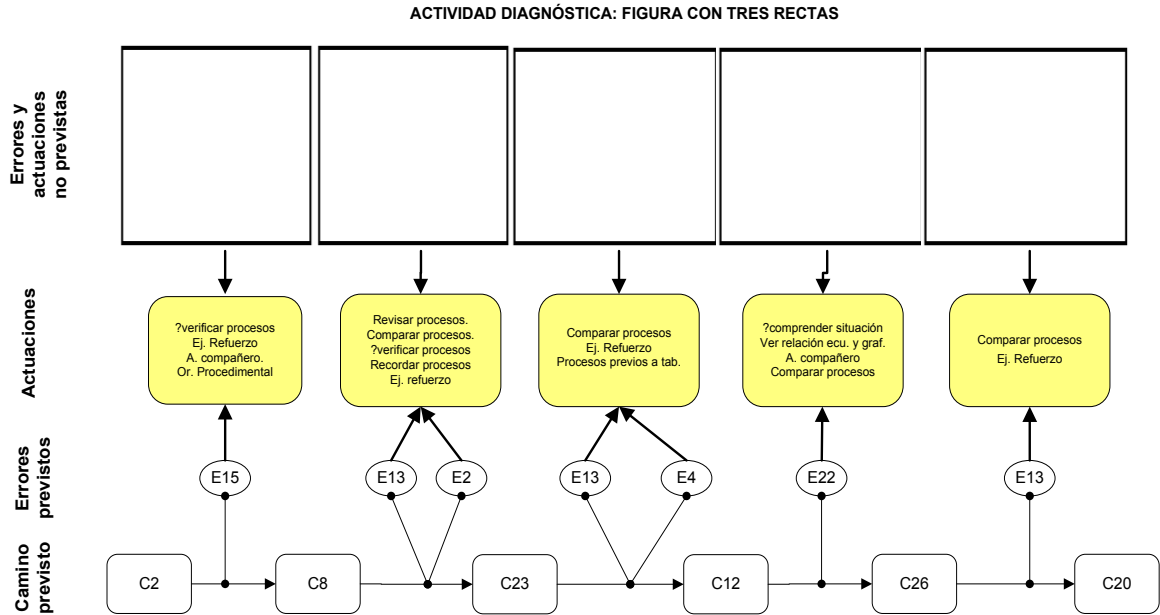 ACTIVIDAD DIAGNÓSTICA: FIGURA CON TRES RECTAS
Errores y
actuaciones
no previstas
Actuaciones
?verificar procesos
Ej. Refuerzo
A. compañero.
Or. Procedimental
Revisar procesos.
Comparar procesos.
?verificar procesos
Recordar procesos
Ej. refuerzo
Comparar procesos
Ej. Refuerzo
Procesos previos a tab.
?comprender situación
Ver relación ecu. y graf.
A. compañero
Comparar procesos
Comparar procesos
Ej. Refuerzo
Errores
previstos
E15
E13
E2
E13
E4
E22
E13
Camino
previsto
C2
C8
C23
C12
C26
C20